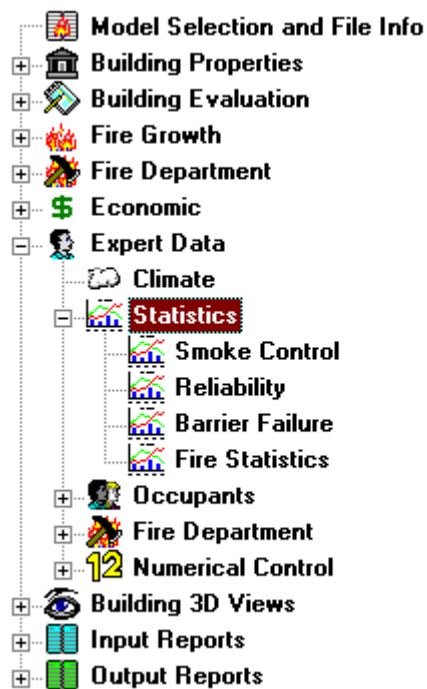 Model Selection and File Info
Building Properties
Building Evaluation
Fire Growth
Fire Department
$ Economic
Expert Data
Climate
Statistics
Smoke Control
Reliability
Barrier Failure
Fire Statistics
Occupants
Fire Department
12 Numerical Control
Building 3D Views
Input Reports
Output Reports